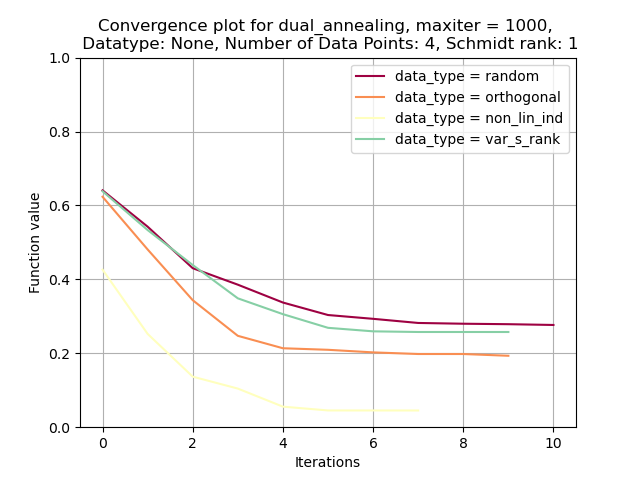 Convergence plot for dual_annealing, maxiter = 1000,
Datatype: None, Number of Data Points: 4, Schmidt rank: 1
data_type = random
data_type = orthogonal
data_type = non_lin_ind
data_type = var_s_rank
1.0
0.8
0.6
0.4
0.2
0.0
Function value
0 2 4 6 8 10
Iterations